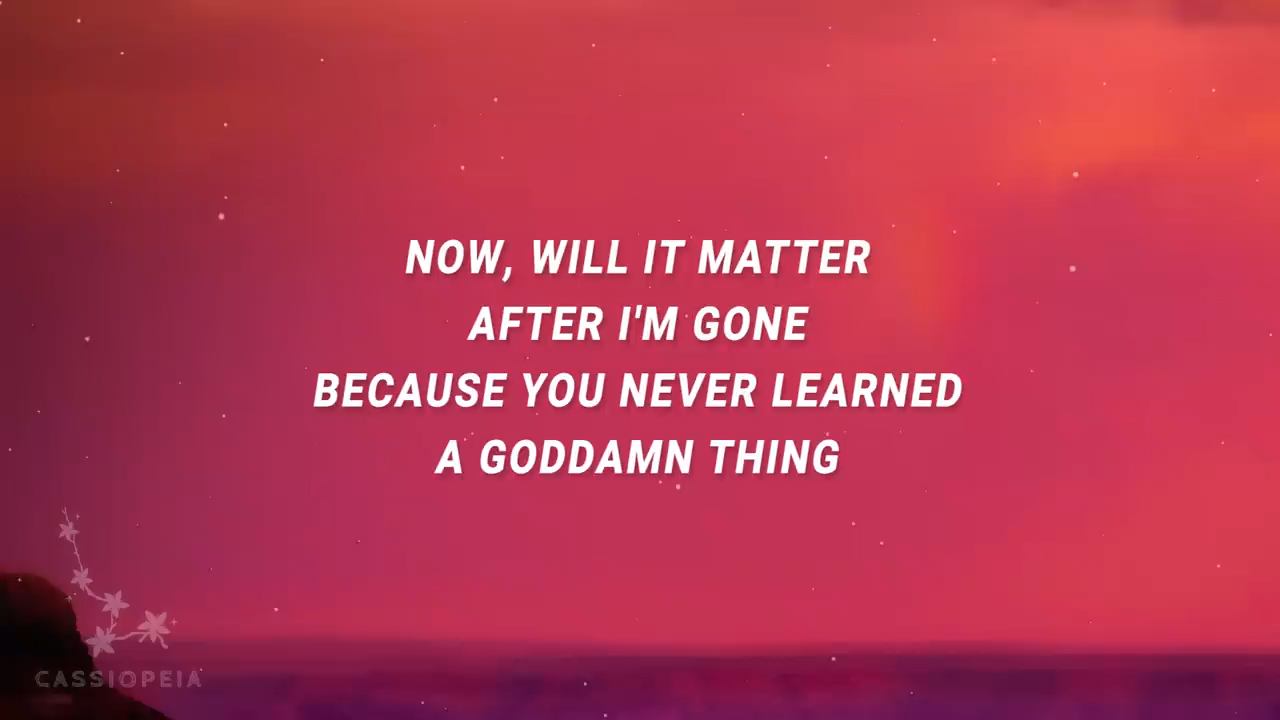 NOW, WILL IT MATTER
AFTER I'M GONE
BECAUSE YOU NEVER LEARNED
A GODDAMN THING
CASSIOPEIA